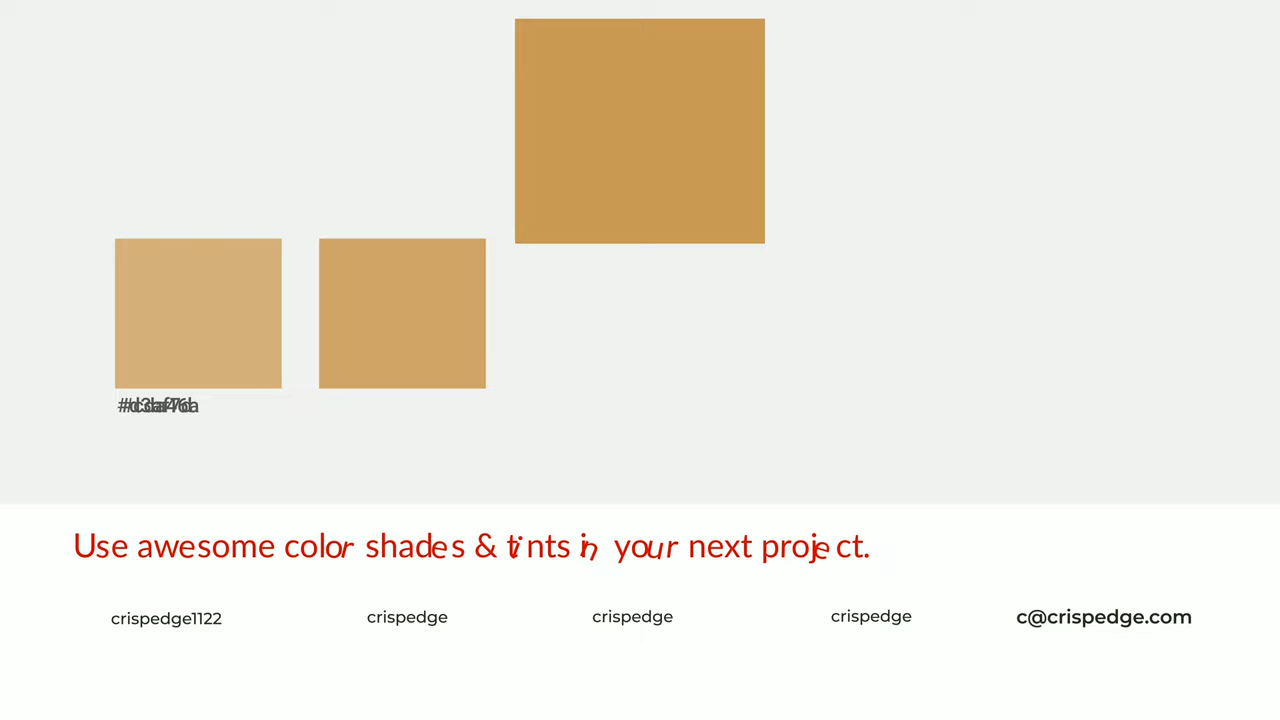 Use awesome color shades & tints in your next project.
crispedge1122 crispedge crispedge crispedge c@crispedge.com